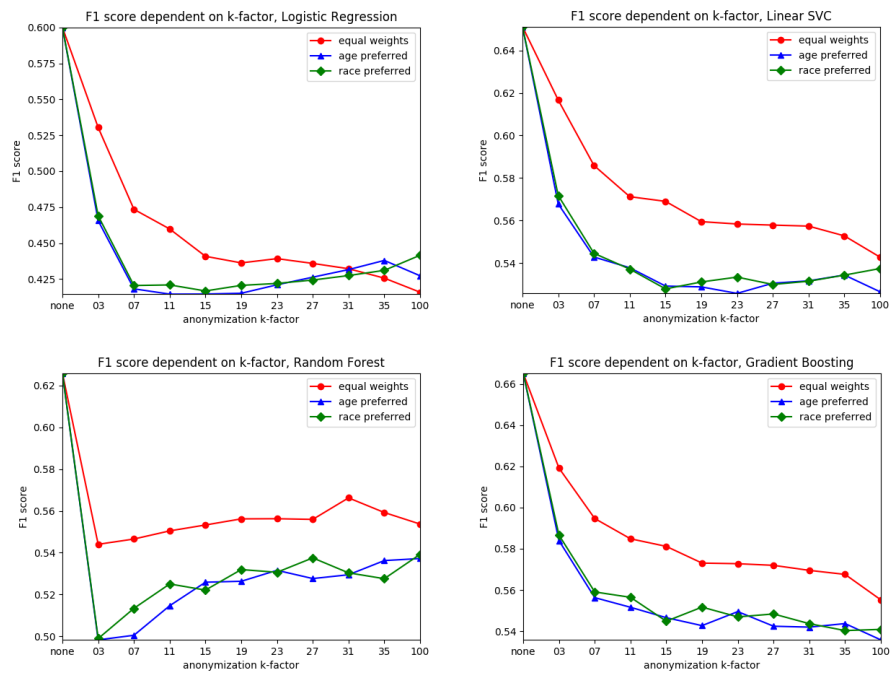 F1 score dependent on k-factor, Logistic Regression
0.600
0.575
0.550
0.525
0.500
0.475
0.450
0.425
F1 score
equal weights
age preferred
race preferred
none 03 07 11 15 19 23 27 31 35 100
anonymization k-factor
F1 score dependent on k-factor, Linear SVC
0.64
0.62
0.60
0.58
0.56
0.54
F1 score
equal weights
age preferred
race preferred
none 03 07 11 15 19 23 27 31 35 100
anonymization k-factor
F1 score dependent on k-factor, Random Forest
0.62
0.60
0.58
0.56
0.54
0.52
0.50
F1 score
equal weights
age preferred
race preferred
none 03 07 11 15 19 23 27 31 35 100
anonymization k-factor
F1 score dependent on k-factor, Gradient Boosting
0.66
0.64
0.62
0.60
0.58
0.56
0.54
F1 score
equal weights
age preferred
race preferred
none 03 07 11 15 19 23 27 31 35 100
anonymization k-factor